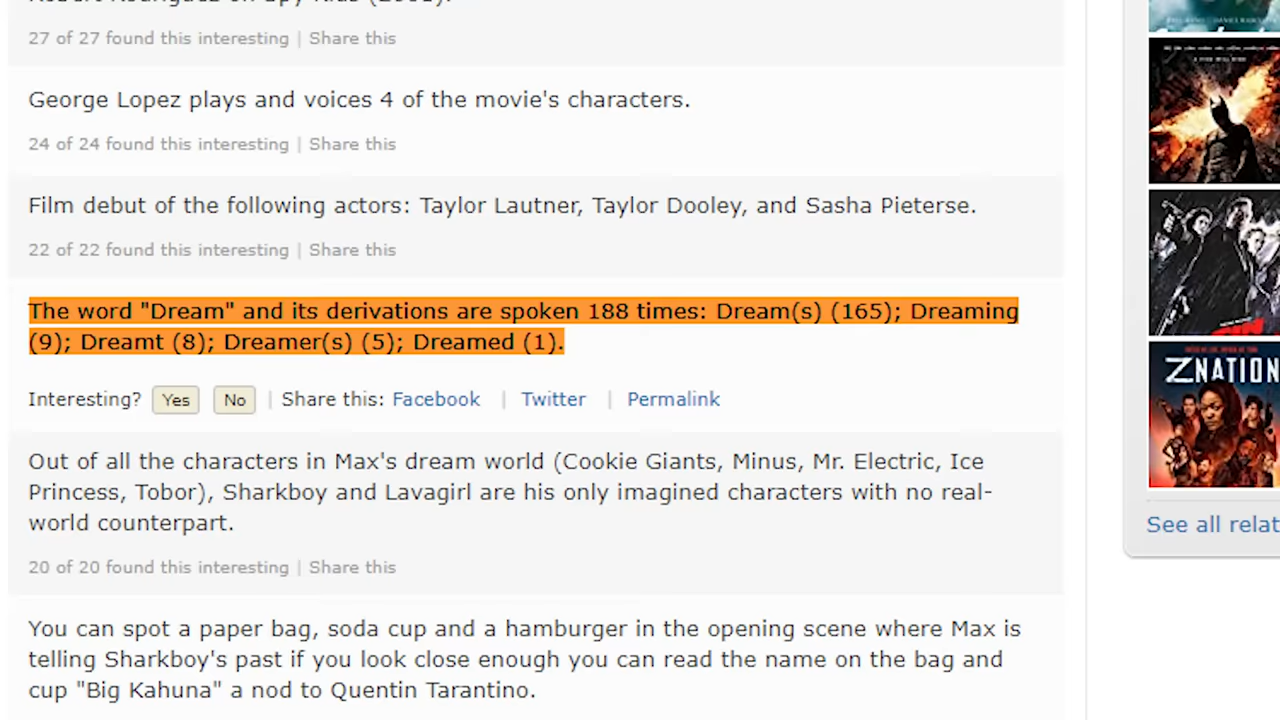 27 of 27 found this interesting | Share this
George Lopez plays and voices 4 of the movie's characters.
24 of 24 found this interesting | Share this
Film debut of the following actors: Taylor Lautner, Taylor Dooley, and Sasha Pieterse.
22 of 22 found this interesting | Share this
The word "Dream" and its derivations are spoken 188 times: Dream(s) (165); Dreaming
(9); Dreamt (8); Dreamer(s) (5); Dreamed (1).
Interesting? Yes No | Share this: Facebook | Twitter | Permalink
Out of all the characters in Max's dream world (Cookie Giants, Minus, Mr. Electric, Ice
Princess, Tobor), Sharkboy and Lavagirl are his only imagined characters with no real-
world counterpart.
20 of 20 found this interesting | Share this
You can spot a paper bag, soda cup and a hamburger in the opening scene where Max is
telling Sharkboy's past if you look close enough you can read the name on the bag and
cup "Big Kahuna" a nod to Quentin Tarantino.
ZNATION
See all relat